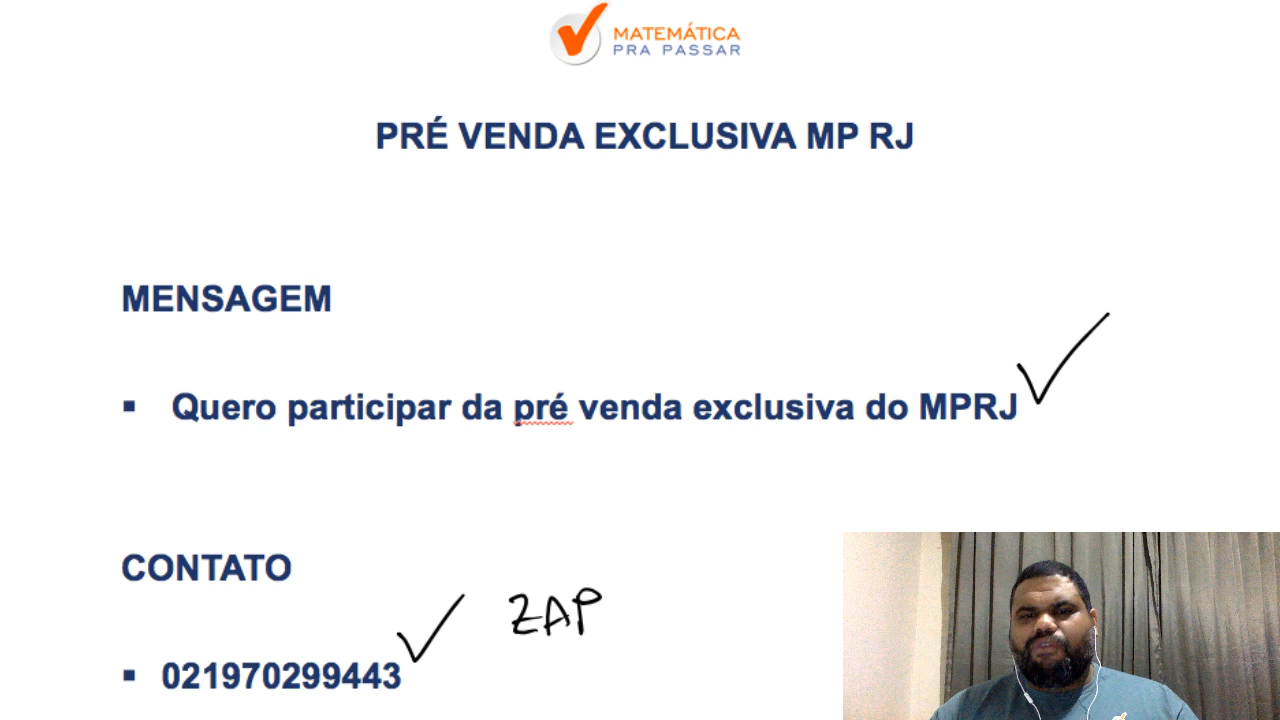 MATEMÁTICA
PRA PASSAR
PRÉ VENDA EXCLUSIVA MP RJ
MENSAGEM
▪ Quero participar da pré venda exclusiva do MPRJ
CONTATO
ZAP
▪ 021970299443